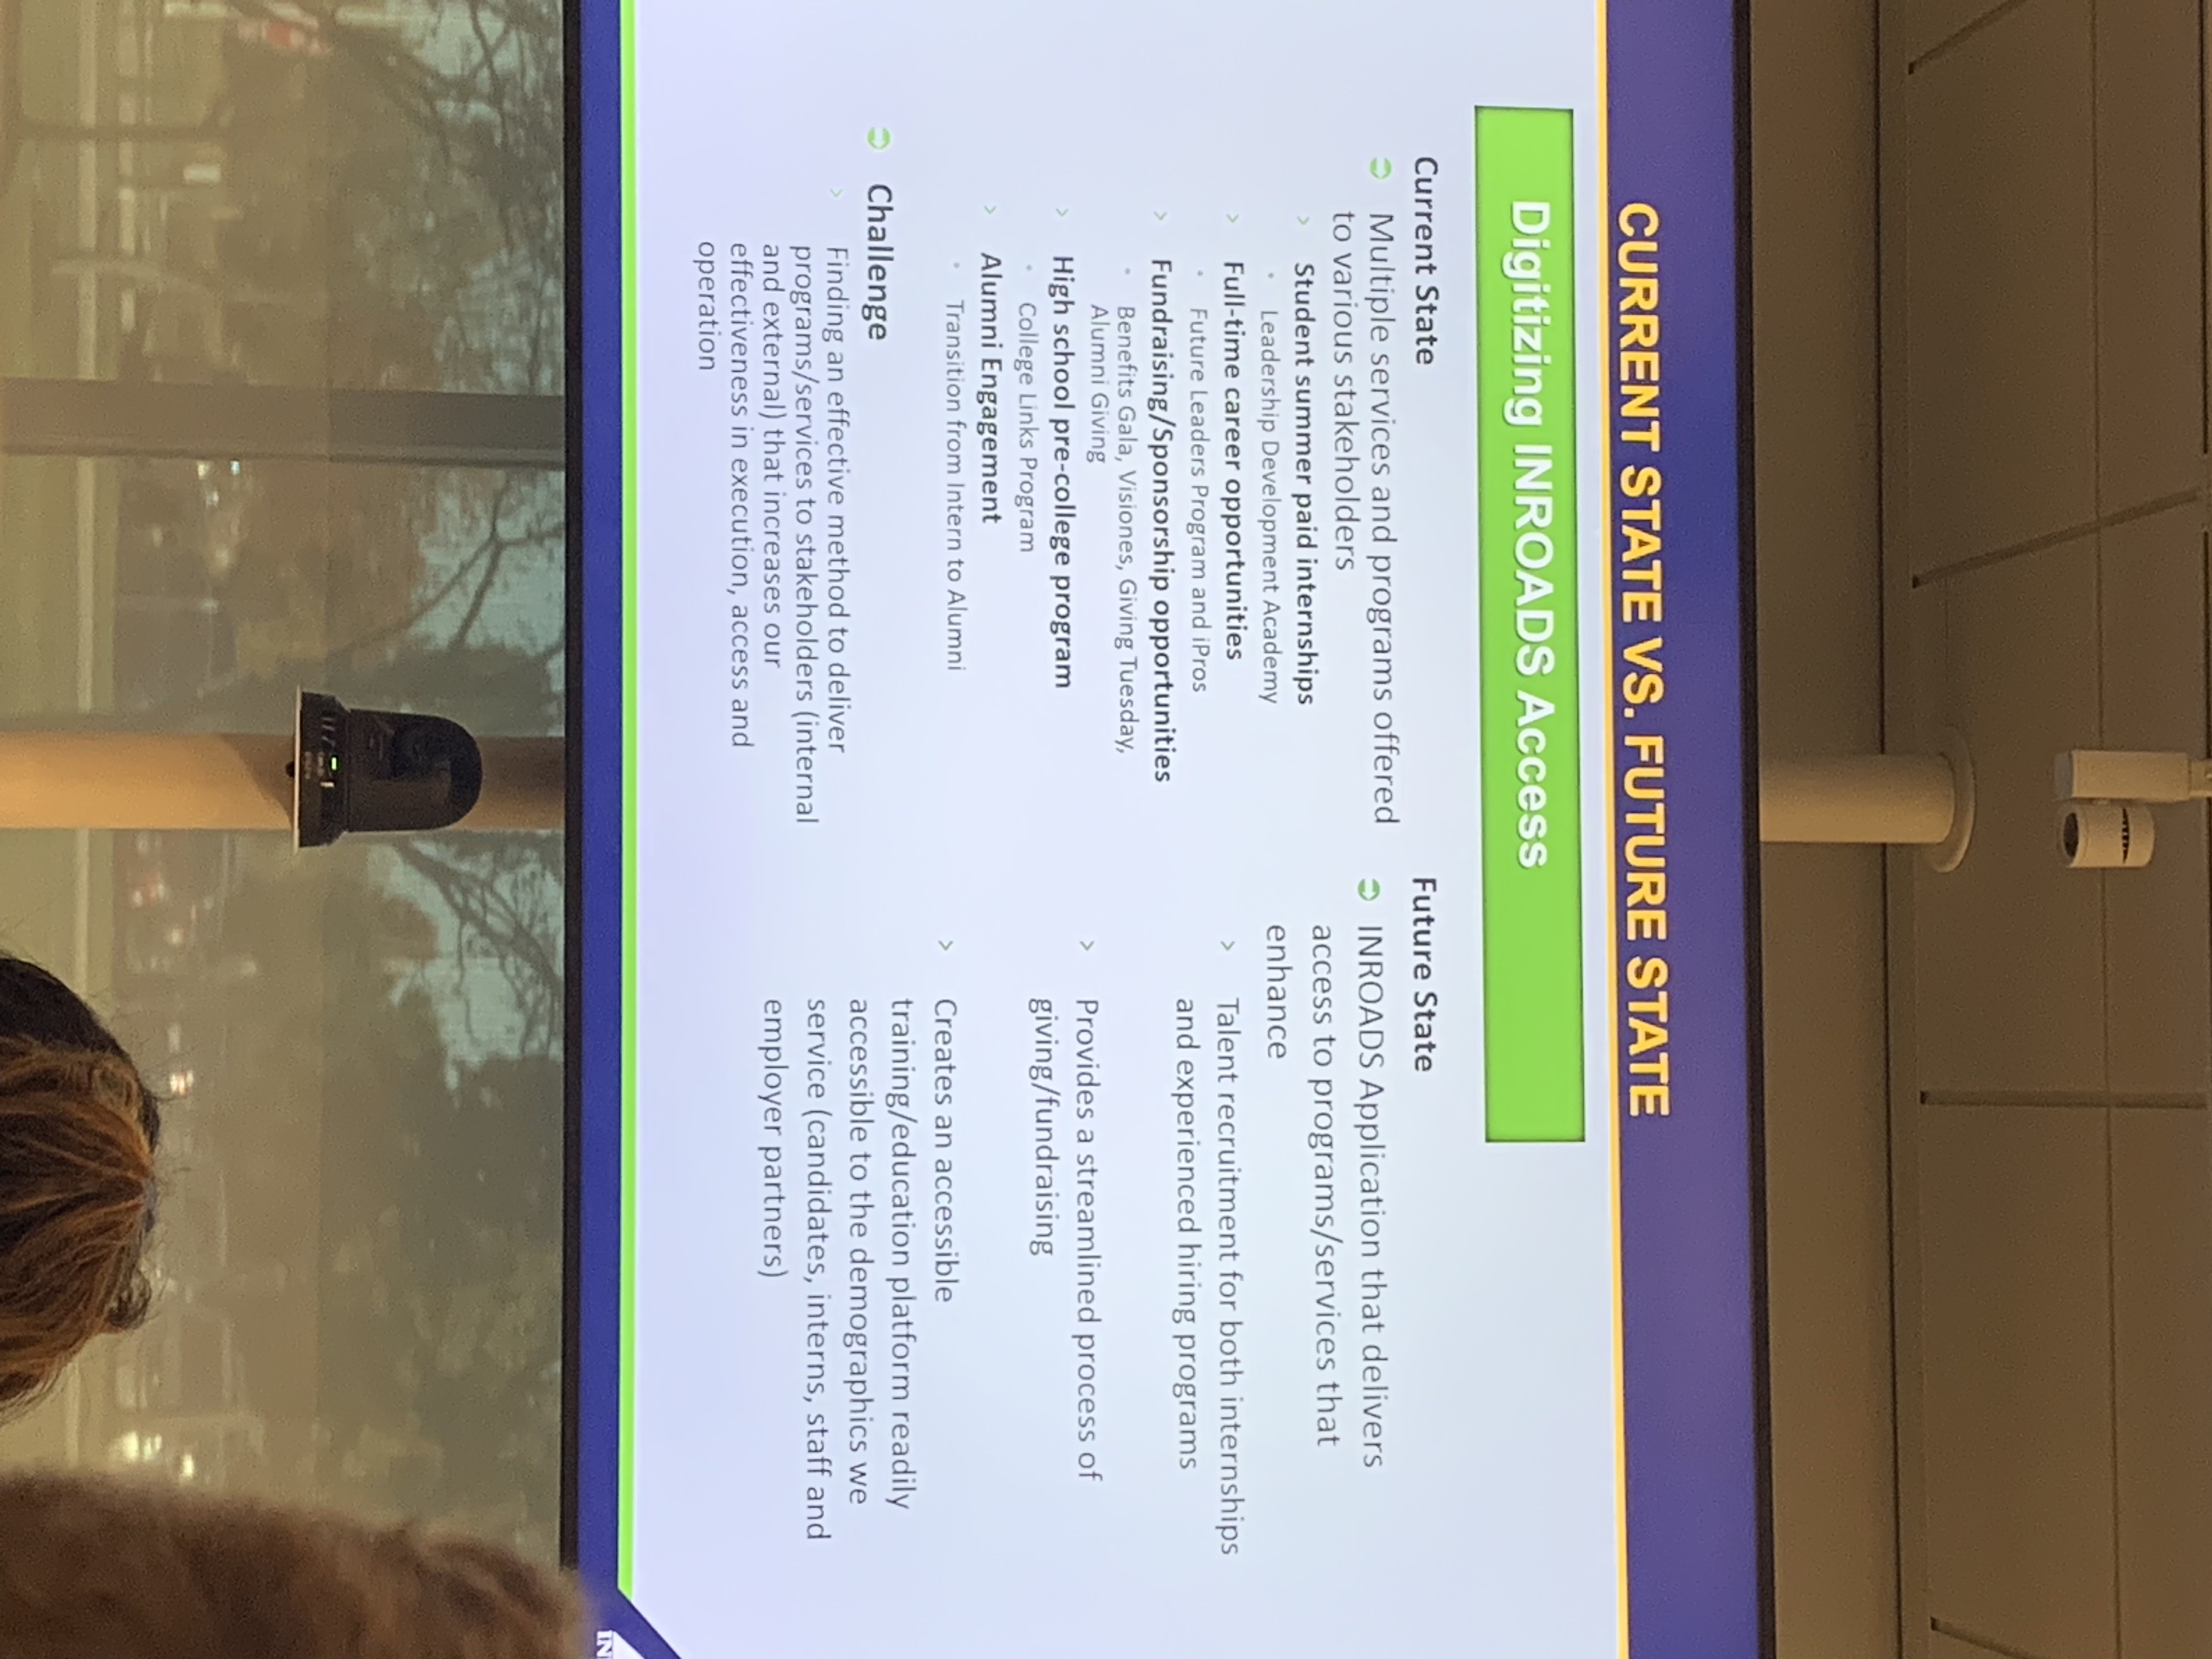 CURRENT STATE VS. FUTURE STATE
Digitizing INROADS Access
Current State
Multiple services and programs offered
to various stakeholders
Student summer paid internships
Leadership Development Academy
Full-time career opportunities
Future Leaders Program and iPros
Fundraising/Sponsorship opportunities
Benefits Gala, Visiones, Giving Tuesday,
Alumni Giving
High school pre-college program
College Links Program
Alumni Engagement
Transition from Intern to Alumni
Challenge
Finding an effective method to deliver
programs/services to stakeholders (internal
and external) that increases our
effectiveness in execution, access and
operation
Future State
INROADS Application that delivers
access to programs/services that
enhance
Talent recruitment for both internships
and experienced hiring programs
Provides a streamlined process of
giving/fundraising
Creates an accessible
training/education platform readily
accessible to the demographics we
service (candidates, interns, staff and
employer partners)
IN